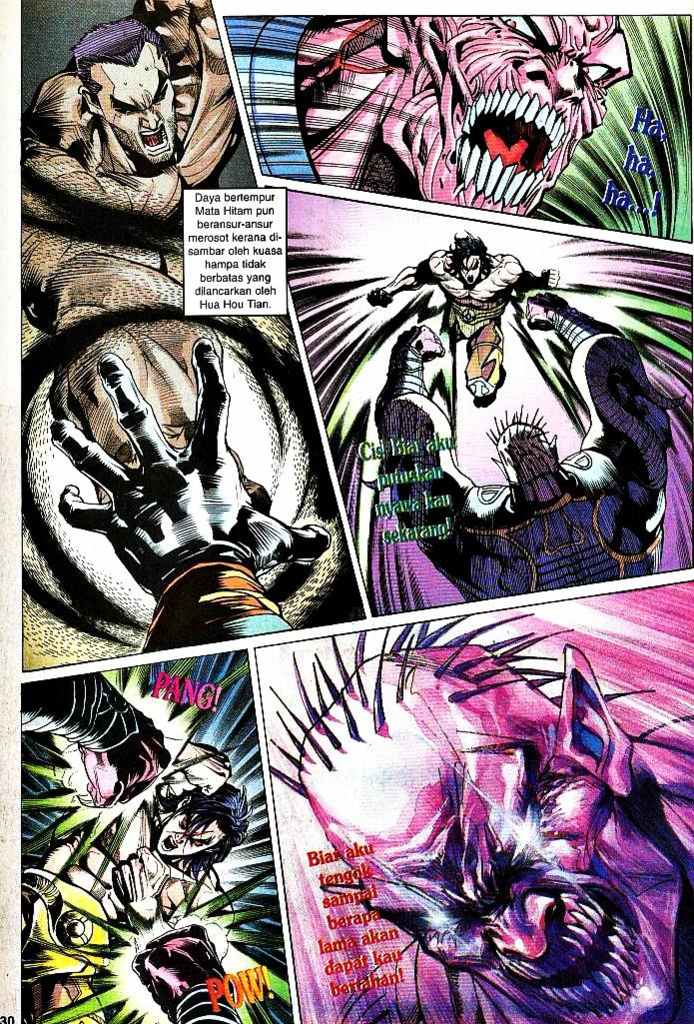 Ha,
ha,
ha...!
Daya bertempur
Mata Hitam pun
beransur-ansur
merosot kerana di-
sambar oleh kuasa
hampa tidak
berbatas yang
dilancarkan oleh
Hua Hou Tian.
Cis! Biar aku
putuskan
nyawa kau
sekarang!
PANG!
POW!
Biar aku
tengok
sampai
berapa
lama akan
dapat kau
bertahan!
30